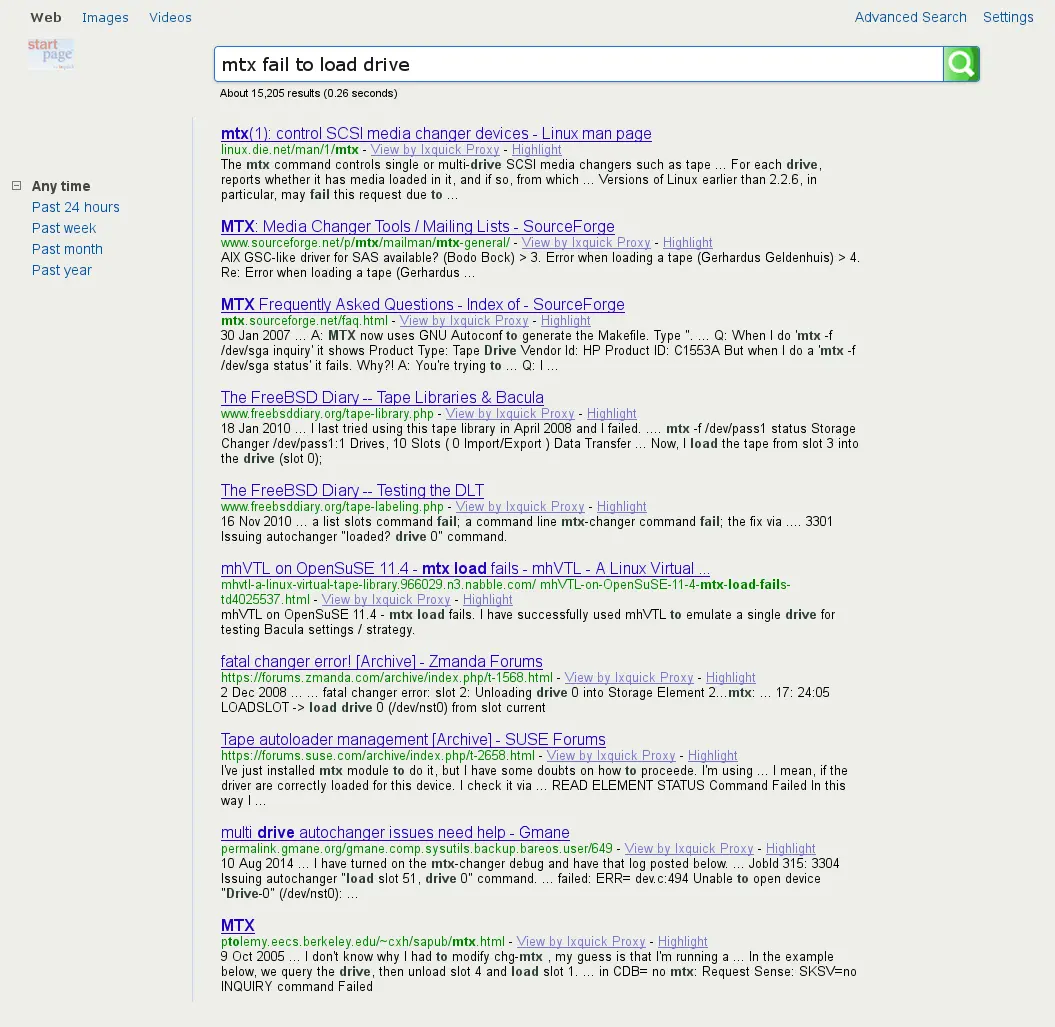 Web Images Videos
Advanced Search Settings
start
page
mtx fail to load drive
About 15,205 results (0.26 seconds)
Any time
Past 24 hours
Past week
Past month
Past year
mtx(1): control SCSI media changer devices - Linux man page
linux.die.net/man/1/mtx - View by Ixquick Proxy - Highlight
The mtx command controls single or multi-drive SCSI media changers such as tape ... For each drive,
reports whether it has media loaded in it, and if so, from which ... Versions of Linux earlier than 2.2.6, in
particular, may fail this request due to ...
MTX: Media Changer Tools / Mailing Lists - SourceForge
www.sourceforge.net/p/mtx/mailman/mtx-general/ - View by Ixquick Proxy - Highlight
AIX GSC-like driver for SAS available? (Bodo Bock) > 3. Error when loading a tape (Gerhardus Geldenhuis) > 4.
Re: Error when loading a tape (Gerhardus ...
MTX Frequently Asked Questions - Index of - SourceForge
mtx.sourceforge.net/faq.html - View by Ixquick Proxy - Highlight
30 Jan 2007 ... A: MTX now uses GNU Autoconf to generate the Makefile. Type ". ... Q: When I do 'mtx -f
/dev/sga inquiry' it shows Product Type: Tape Drive Vendor Id: HP Product ID: C1553A But when I do a 'mtx -f
/dev/sga status' it fails. Why?! A: You're trying to ... Q: I ...
The FreeBSD Diary -- Tape Libraries & Bacula
www.freebsddiary.org/tape-library.php - View by Ixquick Proxy - Highlight
18 Jan 2010 ... I last tried using this tape library in April 2008 and I failed. .... mtx -f /dev/pass1 status Storage
Changer /dev/pass1:1 Drives, 10 Slots ( 0 Import/Export ) Data Transfer ... Now, I load the tape from slot 3 into
the drive (slot 0);
The FreeBSD Diary -- Testing the DLT
www.freebsddiary.org/tape-labeling.php - View by Ixquick Proxy - Highlight
16 Nov 2010 ... a list slots command fail; a command line mtx-changer command fail; the fix via .... 3301
Issuing autochanger "loaded? drive 0" command.
mhVTL on OpenSuSE 11.4 - mtx load fails - mhVTL - A Linux Virtual ...
mhvtl-a-linux-virtual-tape-library.966029.n3.nabble.com/ mhVTL-on-OpenSuSE-11-4-mtx-load-fails-
td4025537.html - View by Ixquick Proxy - Highlight
mhVTL on OpenSuSE 11.4 - mtx load fails. I have successfully used mhVTL to emulate a single drive for
testing Bacula settings / strategy.
fatal changer error! [Archive] - Zmanda Forums
https://forums.zmanda.com/archive/index.php/t-1568.html - View by Ixquick Proxy - Highlight
2 Dec 2008 ... ... fatal changer error: slot 2: Unloading drive 0 into Storage Element 2...mtx: ... 17: 24:05
LOADSLOT -> load drive 0 (/dev/nst0) from slot current
Tape autoloader management [Archive] - SUSE Forums
https://forums.suse.com/archive/index.php/t-2658.html - View by Ixquick Proxy - Highlight
I've just installed mtx module to do it, but I have some doubts on how to proceede. I'm using ... I mean, if the
driver are correctly loaded for this device. I check it via ... READ ELEMENT STATUS Command Failed In this
way I ...
multi drive autochanger issues need help - Gmane
permalink.gmane.org/gmane.comp.sysutils.backup.bareos.user/649 - View by Ixquick Proxy - Highlight
10 Aug 2014 ... I have turned on the mtx-changer debug and have that log posted below. ... JobId 315: 3304
Issuing autochanger "load slot 51, drive 0" command. ... failed: ERR= dev.c:494 Unable to open device
"Drive-0" (/dev/nst0): ...
MTX
ptolemy.eecs.berkeley.edu/~cxh/sapub/mtx.html - View by Ixquick Proxy - Highlight
9 Oct 2005 ... I don't know why I had to modify chg-mtx , my guess is that I'm running a ... In the example
below, we query the drive, then unload slot 4 and load slot 1. ... in CDB= no mtx: Request Sense: SKSV=no
INQUIRY command Failed